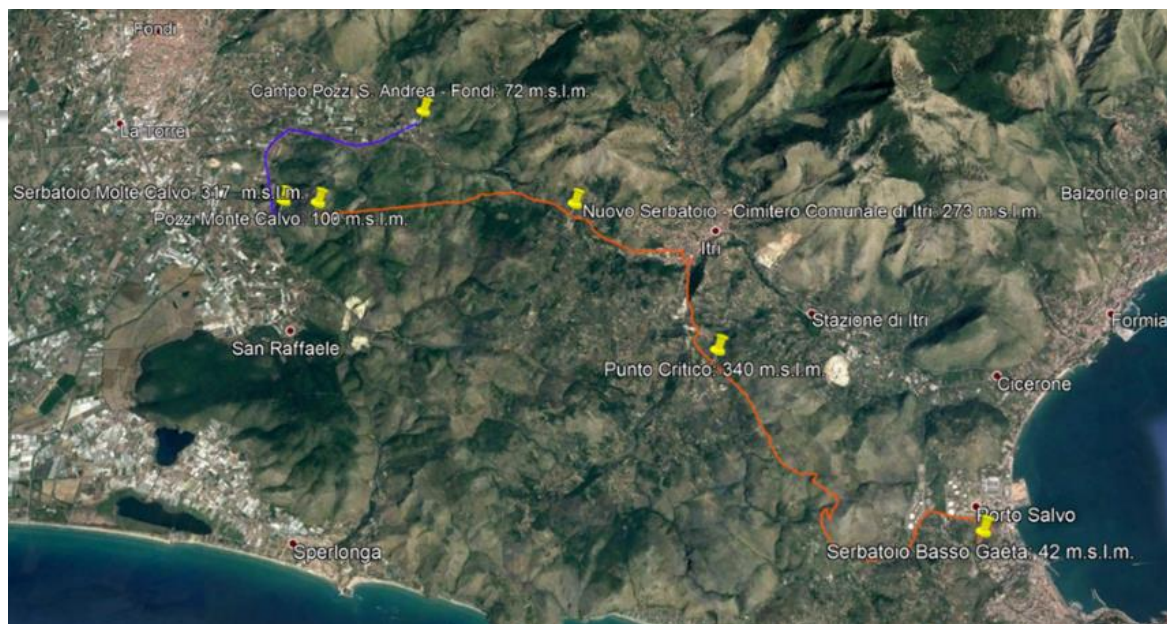 Fondi
Campo Pozzi S. Andrea - Fondi: 72 m.s.l.m.
La Torre
Serbatoio Molte Calvo: 317 m.s.l.m.
Balzorile-pian
Pozzi Monte Calvo: 100 m.s.l.m.
Nuovo Serbatoio - Cimitero Comunale di Itri: 273 m.s.l.m.
Itri
Stazione di Itri
Formia
San Raffaele
Punto Critico: 340 m.s.l.m.
Cicerone
Porto Salvo
Sperlonga
Serbatoio Basso Gaeta: 42 m.s.l.m.